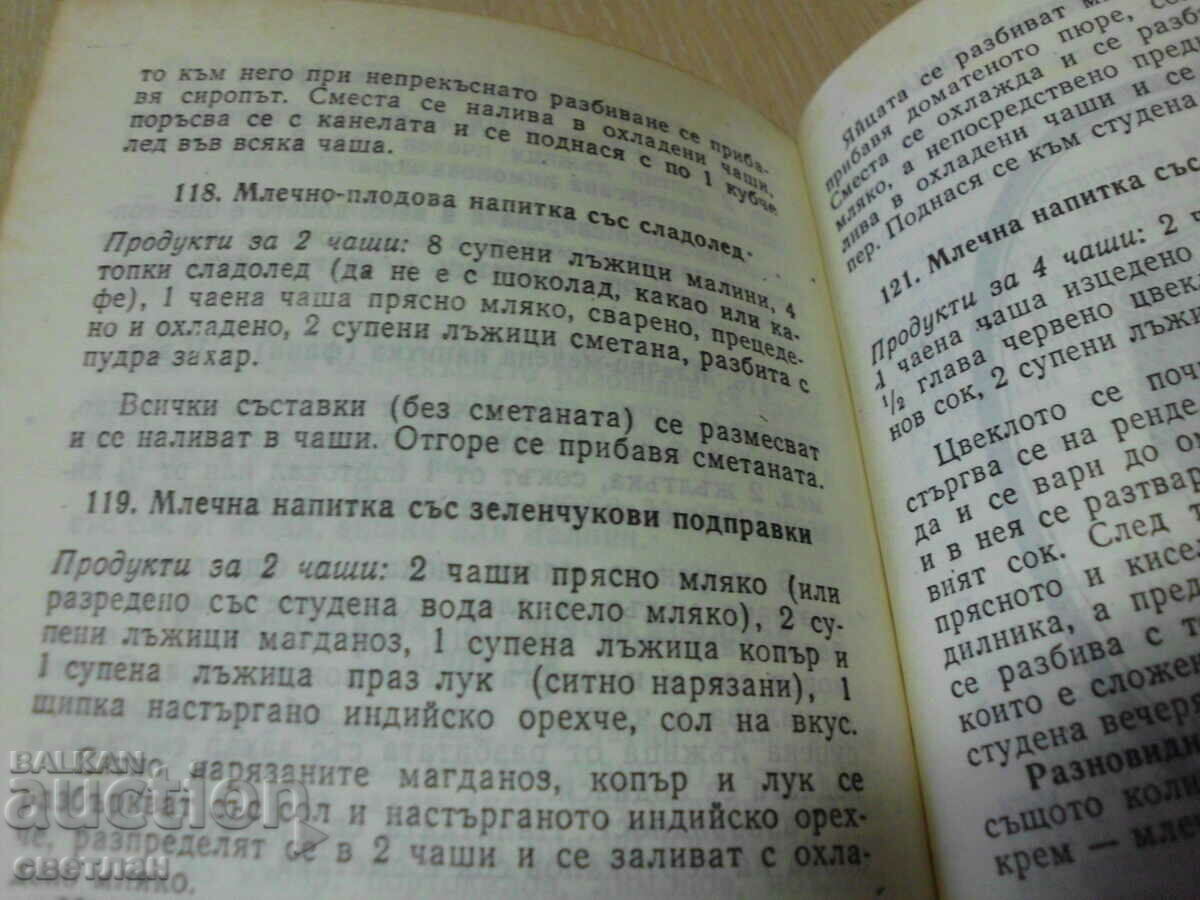 то към него при непрекъснато разбиване се приба-
вя сиропът. Сместа се налива в охладени чаши,
поръсва се с канелата и се поднася с по 1 кубче
лед във всяка чаша.
118. Млечно-плодова напитка със сладолед
Продукти за 2 чаши: 8 супени лъжици малини, 4
топки сладолед (да не е с шоколад, какао или ка-
фе), 1 чаена чаша прясно мляко, сварено, прецеде-
но и охладено, 2 супени лъжици сметана, разбита с
пудра захар.
Всички съставки (без сметаната) се размесват
и се наливат в чаши. Отгоре се прибавя сметаната.
119. Млечна напитка със зеленчукови подправки
Продукти за 2 чаши: 2 чаши прясно мляко (или
разредено със студена вода кисело мляко), 2 су-
пени лъжици магданоз, 1 супена лъжица копър и
1 супена лъжица праз лук (ситно нарязани), 1
щипка настъргано индийско орехче, сол на вкус.
нарязаните магданоз, копър и лук се
разбъркват със сол и настърганото индийско орех-
че, разпределят се в 2 чаши и се заливат с охла-
дено мляко.
Яйцата се разбиват
прибавя доматеното пюре,
Сместа се охлажда и се
мляко, а непосредствено
лива в охладени чаши и се
пер. Поднася се към студена
121. Млечна напитка със
Продукти за 4 чаши: 2
1 чаена чаша изцедено
1/2 глава червено
нов сок, 2 супени
Цвеклото се
стъргва се на ренде
да и се вари до
и в нея се
вият сок. След
прясното и
дилника, а
се разбива с
които е
студена вечеря
същото
крем —
BALKAN
auction
светлан